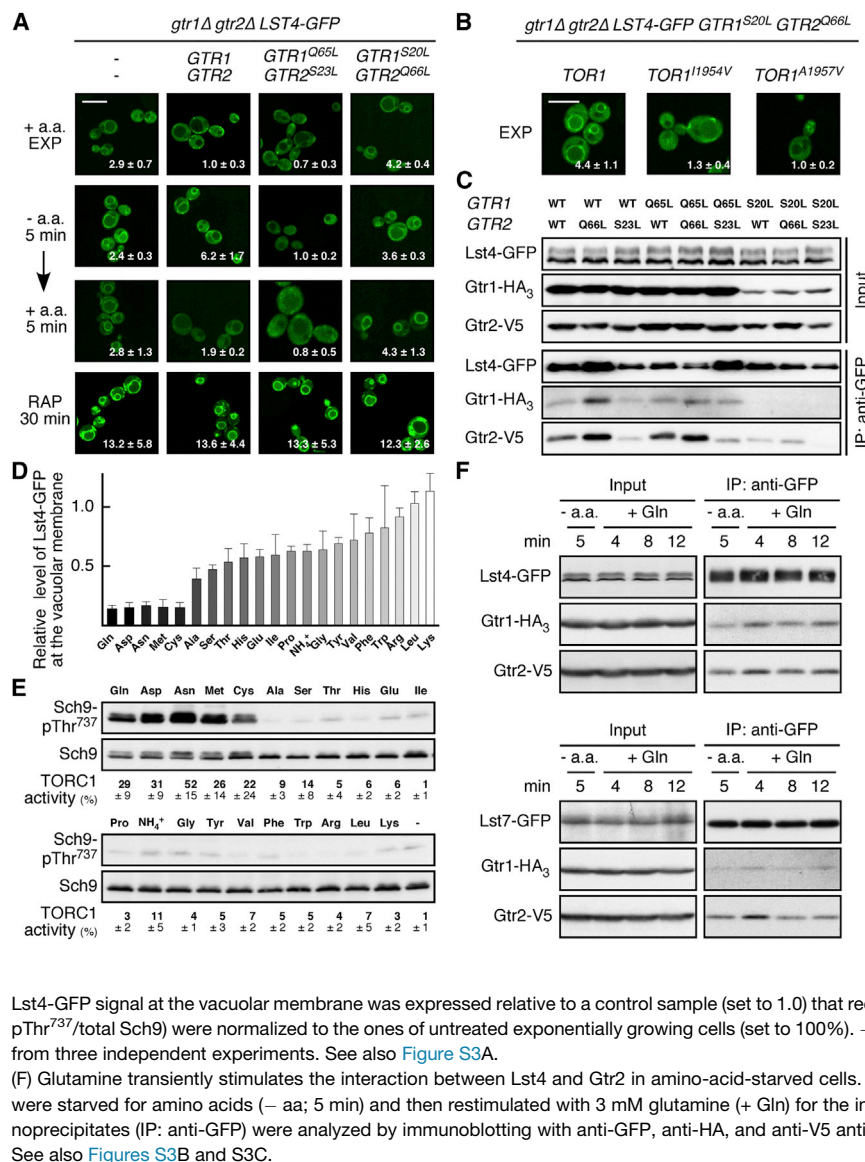 A
gtr1Δ gtr2Δ LST4-GFP
- GTR1 GTR1^Q65L GTR1^S20L
- GTR2 GTR2^S23L GTR2^Q66L
+ a.a.
EXP
2.9 ± 0.7 1.0 ± 0.3 0.7 ± 0.3 4.2 ± 0.4
- a.a.
5 min
2.4 ± 0.3 6.2 ± 1.7 1.0 ± 0.2 3.6 ± 0.3
+ a.a.
5 min
2.8 ± 1.3 1.9 ± 0.2 0.8 ± 0.5 4.3 ± 1.3
RAP
30 min
13.2 ± 5.8 13.6 ± 4.4 13.3 ± 5.3 12.3 ± 2.6
B
gtr1Δ gtr2Δ LST4-GFP GTR1^S20L GTR2^Q66L
TOR1 TOR1^I1954V TOR1^A1957V
EXP
4.4 ± 1.1 1.3 ± 0.4 1.0 ± 0.2
C
GTR1 WT WT WT Q65L Q65L Q65L S20L S20L S20L
GTR2 WT Q66L S23L WT Q66L S23L WT Q66L S23L
Lst4-GFP
Gtr1-HA₃
Gtr2-V5
Input
Lst4-GFP
Gtr1-HA₃
Gtr2-V5
IP: anti-GFP
D
Relative level of Lst4-GFP
at the vacuolar membrane
1.0
0.5
Gln Asp Asn Met Cys Ala Ser Thr His Glu Ile Pro NH₄⁺ Gly Tyr Val Phe Trp Arg Leu Lys
E
Gln Asp Asn Met Cys Ala Ser Thr His Glu Ile
Sch9-
pThr⁷³⁷
Sch9
TORC1 29 31 52 26 22 9 14 5 6 6 1
activity (%) ± 9 ± 9 ± 15 ± 14 ± 24 ± 3 ± 8 ± 4 ± 2 ± 2 ± 1
Pro NH₄⁺ Gly Tyr Val Phe Trp Arg Leu Lys -
Sch9-
pThr⁷³⁷
Sch9
TORC1 3 11 4 5 7 5 5 4 7 3 1
activity (%) ± 2 ± 5 ± 1 ± 3 ± 2 ± 2 ± 2 ± 2 ± 5 ± 2 ± 1
F
Input IP: anti-GFP
- a.a. + Gln - a.a. + Gln
min 5 4 8 12 5 4 8 12
Lst4-GFP
Gtr1-HA₃
Gtr2-V5
Input IP: anti-GFP
- a.a. + Gln - a.a. + Gln
min 5 4 8 12 5 4 8 12
Lst7-GFP
Gtr1-HA₃
Gtr2-V5
Lst4-GFP signal at the vacuolar membrane was expressed relative to a control sample (set to 1.0) that
pThr⁷³⁷/total Sch9) were normalized to the ones of untreated exponentially growing cells (set to 100%).
from three independent experiments. See also Figure S3A.
(F) Glutamine transiently stimulates the interaction between Lst4 and Gtr2 in amino-acid-starved cells.
were starved for amino acids (− aa; 5 min) and then restimulated with 3 mM glutamine (+ Gln) for the
noprecipitates (IP: anti-GFP) were analyzed by immunoblotting with anti-GFP, anti-HA, and anti-V5
See also Figures S3B and S3C.